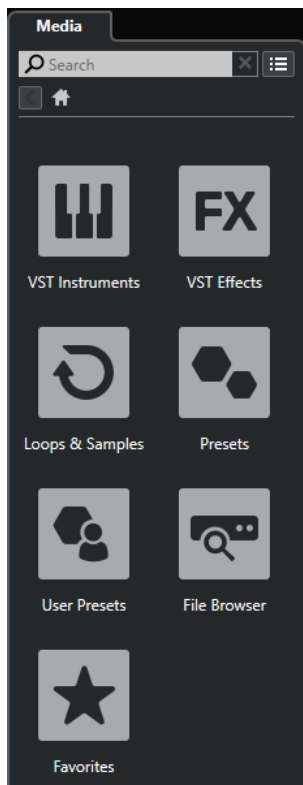 Media
Search
FX
VST Instruments VST Effects
Loops & Samples Presets
User Presets File Browser
Favorites